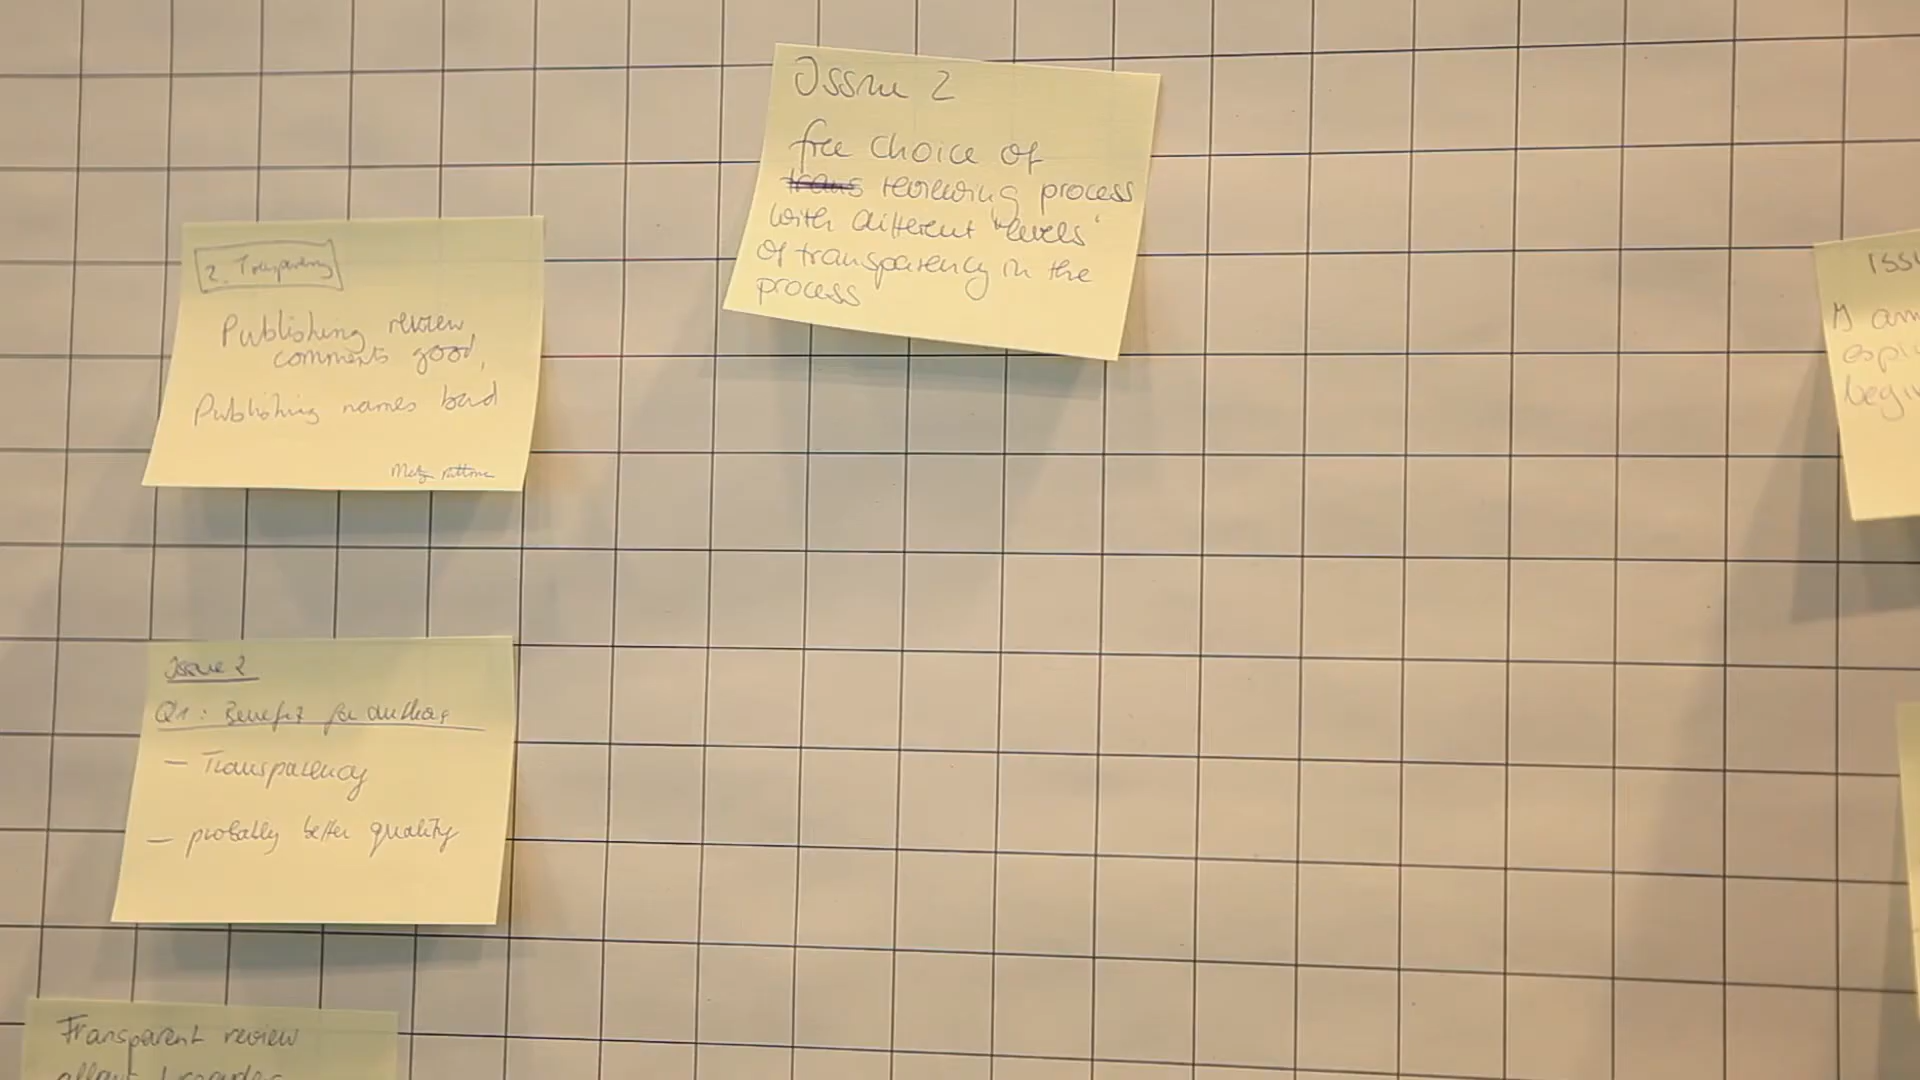 Issue 2
free choice of
reviewing process
with different "levels"
of transparency in the
process
2. Transparency
Publishing review
comments good,
Publishing names bad
Issue 2
Q1: Benefit for authors
- Transparency
- probably better quality
Transparent review
I am